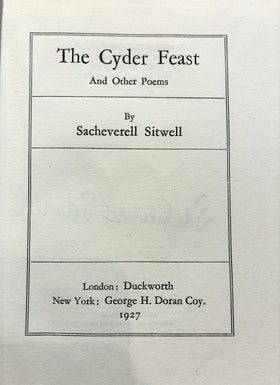 The Cyder Feast
And Other Poems
By
Sacheverell Sitwell
London: Duckworth
New York: George H. Doran Coy.
1927